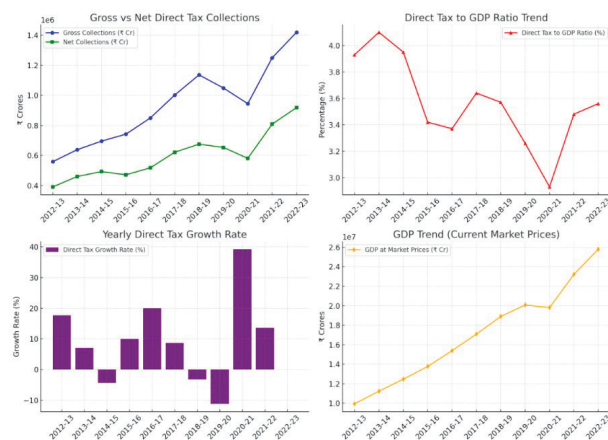 Gross vs Net Direct Tax Collections
1e6
Gross Collections (₹ Cr)
Net Collections (₹ Cr)
₹ Crores
1.4
1.2
1.0
0.8
0.6
0.4
2012-13 2013-14 2014-15 2015-16 2016-17 2017-18 2018-19 2019-20 2020-21 2021-22 2022-23
Direct Tax to GDP Ratio Trend
Direct Tax to GDP Ratio (%)
Percentage (%)
4.0
3.8
3.6
3.4
3.2
3.0
2012-13 2013-14 2014-15 2015-16 2016-17 2017-18 2018-19 2019-20 2020-21 2021-22 2022-23
Yearly Direct Tax Growth Rate
Direct Tax Growth Rate (%)
Growth Rate (%)
40
30
20
10
0
−10
2012-13 2013-14 2014-15 2015-16 2016-17 2017-18 2018-19 2019-20 2020-21 2021-22 2022-23
GDP Trend (Current Market Prices)
1e7
GDP at Market Prices (₹ Cr)
₹ Crores
2.6
2.4
2.2
2.0
1.8
1.6
1.4
1.2
1.0
2012-13 2013-14 2014-15 2015-16 2016-17 2017-18 2018-19 2019-20 2020-21 2021-22 2022-23